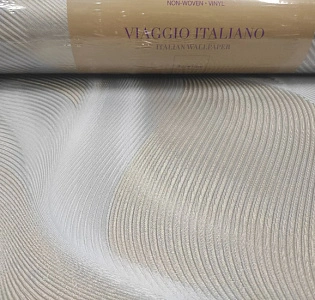 NON-WOVEN - VINYL
VIAGGIO ITALIANO
ITALIAN WALLPAPER